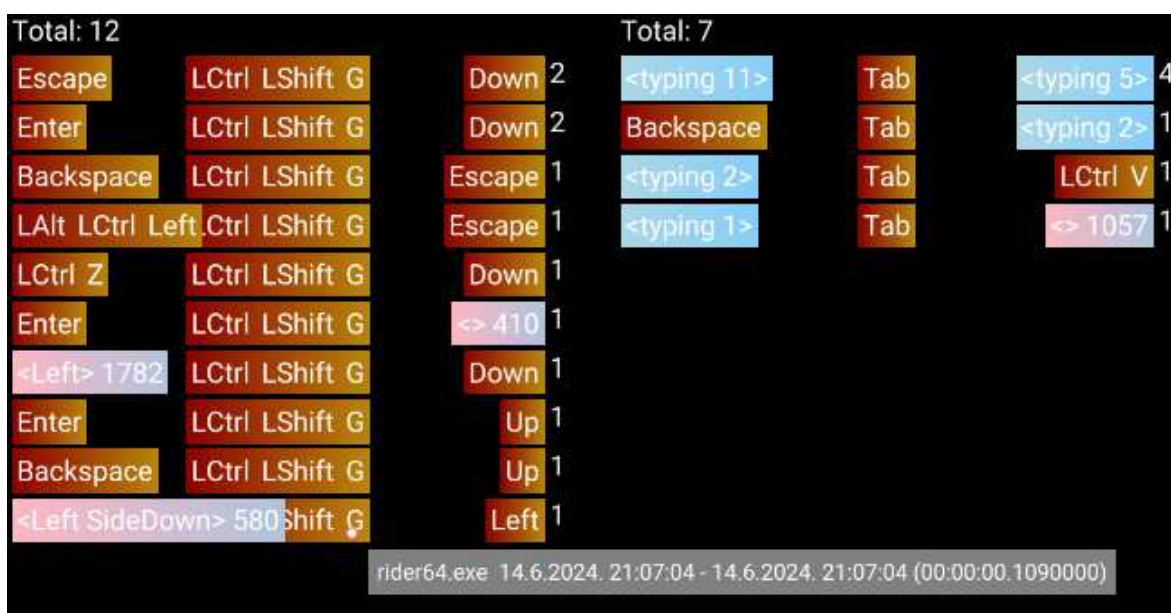 Total: 12 Total: 7
Escape LCtrl LShift G Down 2 <typing 11> Tab <typing 5> 4
Enter LCtrl LShift G Down 2 Backspace Tab <typing 2> 1
Backspace LCtrl LShift G Escape 1 <typing 2> Tab LCtrl V 1
LAlt LCtrl Left .Ctrl LShift G Escape 1 <typing 1> Tab <> 1057 1
LCtrl Z LCtrl LShift G Down 1
Enter LCtrl LShift G <> 410 1
<Left> 1782 LCtrl LShift G Down 1
Enter LCtrl LShift G Up 1
Backspace LCtrl LShift G Up 1
<Left SideDown> 580 Shift G Left 1
rider64.exe 14.6.2024. 21:07:04 - 14.6.2024. 21:07:04 (00:00:00.1090000)